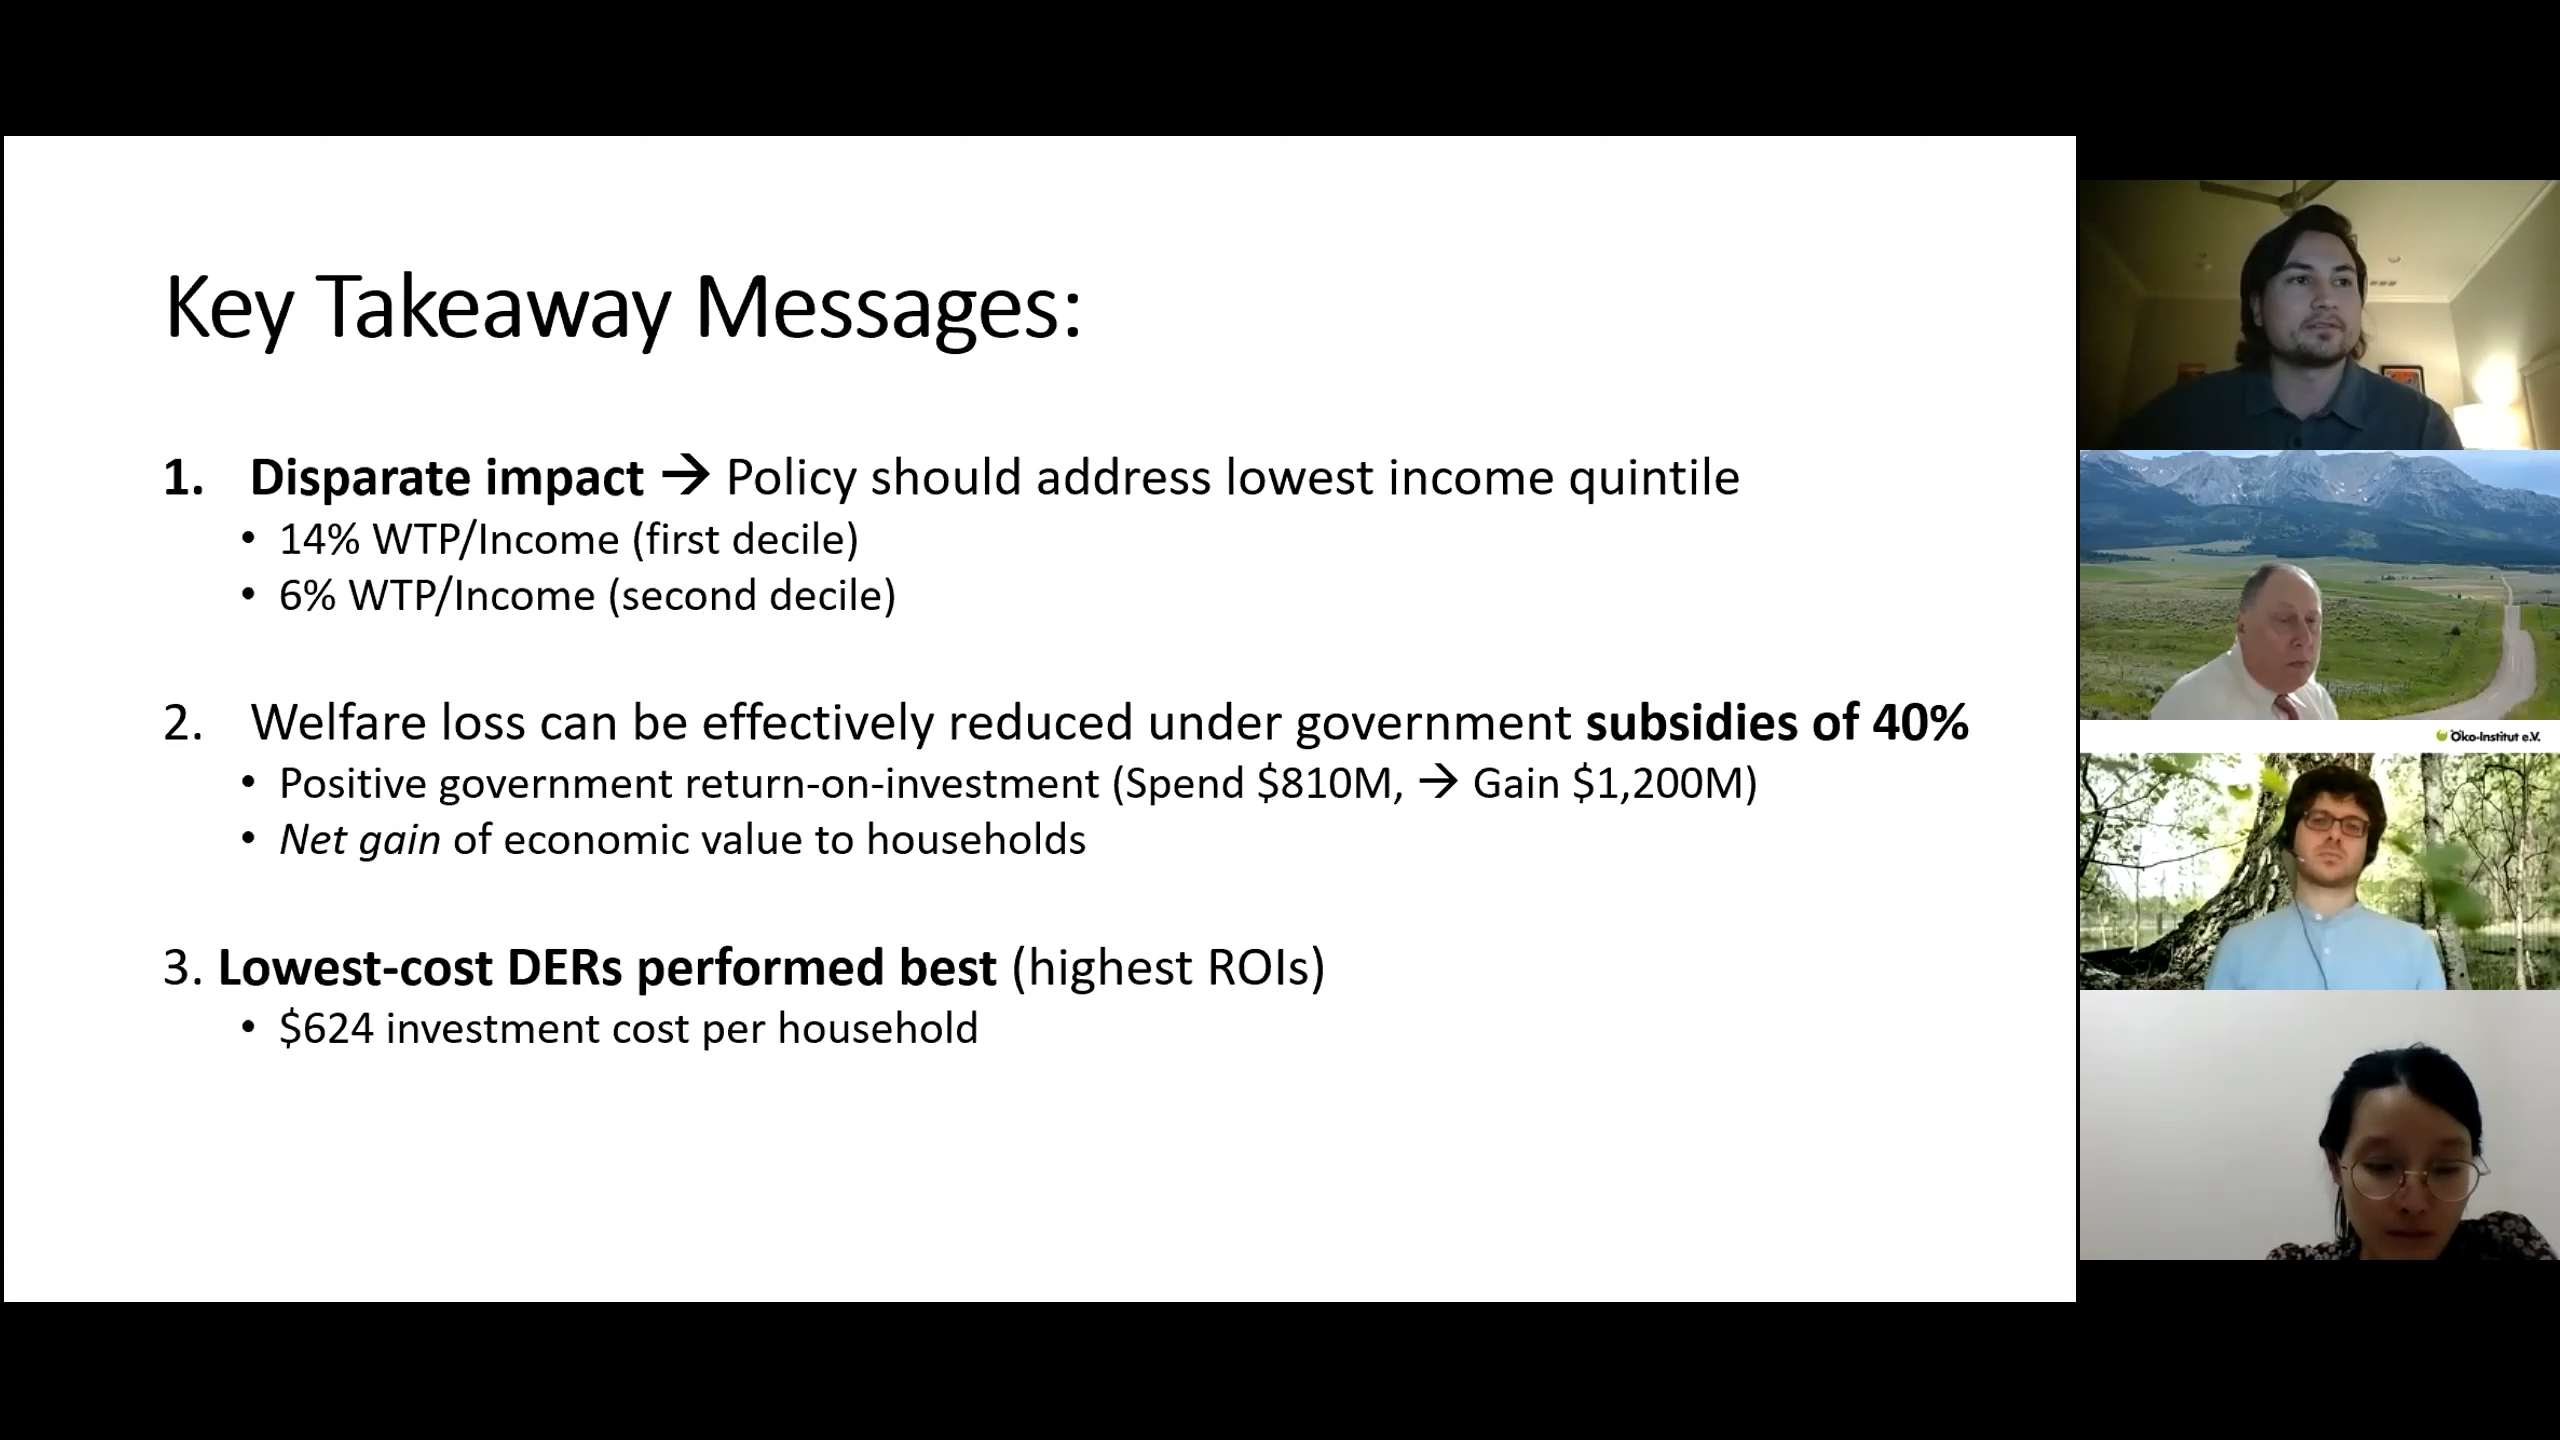 Key Takeaway Messages:
1. Disparate impact → Policy should address lowest income quintile
• 14% WTP/Income (first decile)
• 6% WTP/Income (second decile)
2. Welfare loss can be effectively reduced under government subsidies of 40%
• Positive government return-on-investment (Spend $810M, → Gain $1,200M)
• Net gain of economic value to households
3. Lowest-cost DERs performed best (highest ROIs)
• $624 investment cost per household
Öko-Institut e.V.